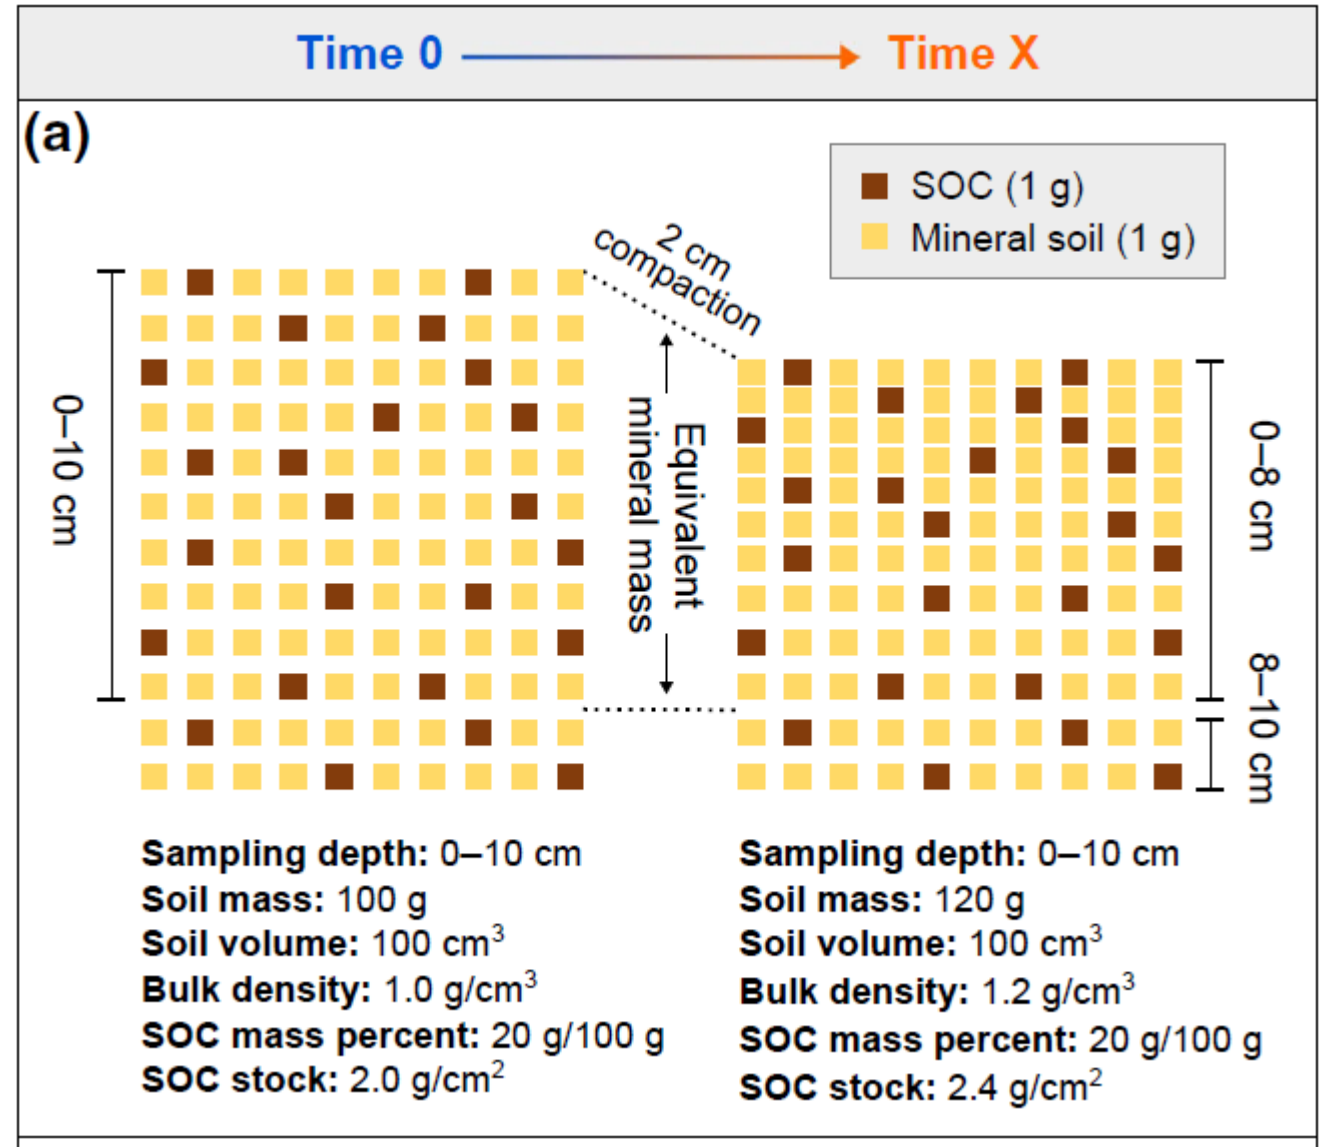 Time 0
Time X
(a)
SOC (1 g)
Mineral soil (1 g)
2 cm
compaction
0–10 cm
Equivalent
mineral mass
0–8 cm
8–10 cm
Sampling depth: 0–10 cm
Soil mass: 100 g
Soil volume: 100 cm³
Bulk density: 1.0 g/cm³
SOC mass percent: 20 g/100 g
SOC stock: 2.0 g/cm²
Sampling depth: 0–10 cm
Soil mass: 120 g
Soil volume: 100 cm³
Bulk density: 1.2 g/cm³
SOC mass percent: 20 g/100 g
SOC stock: 2.4 g/cm²